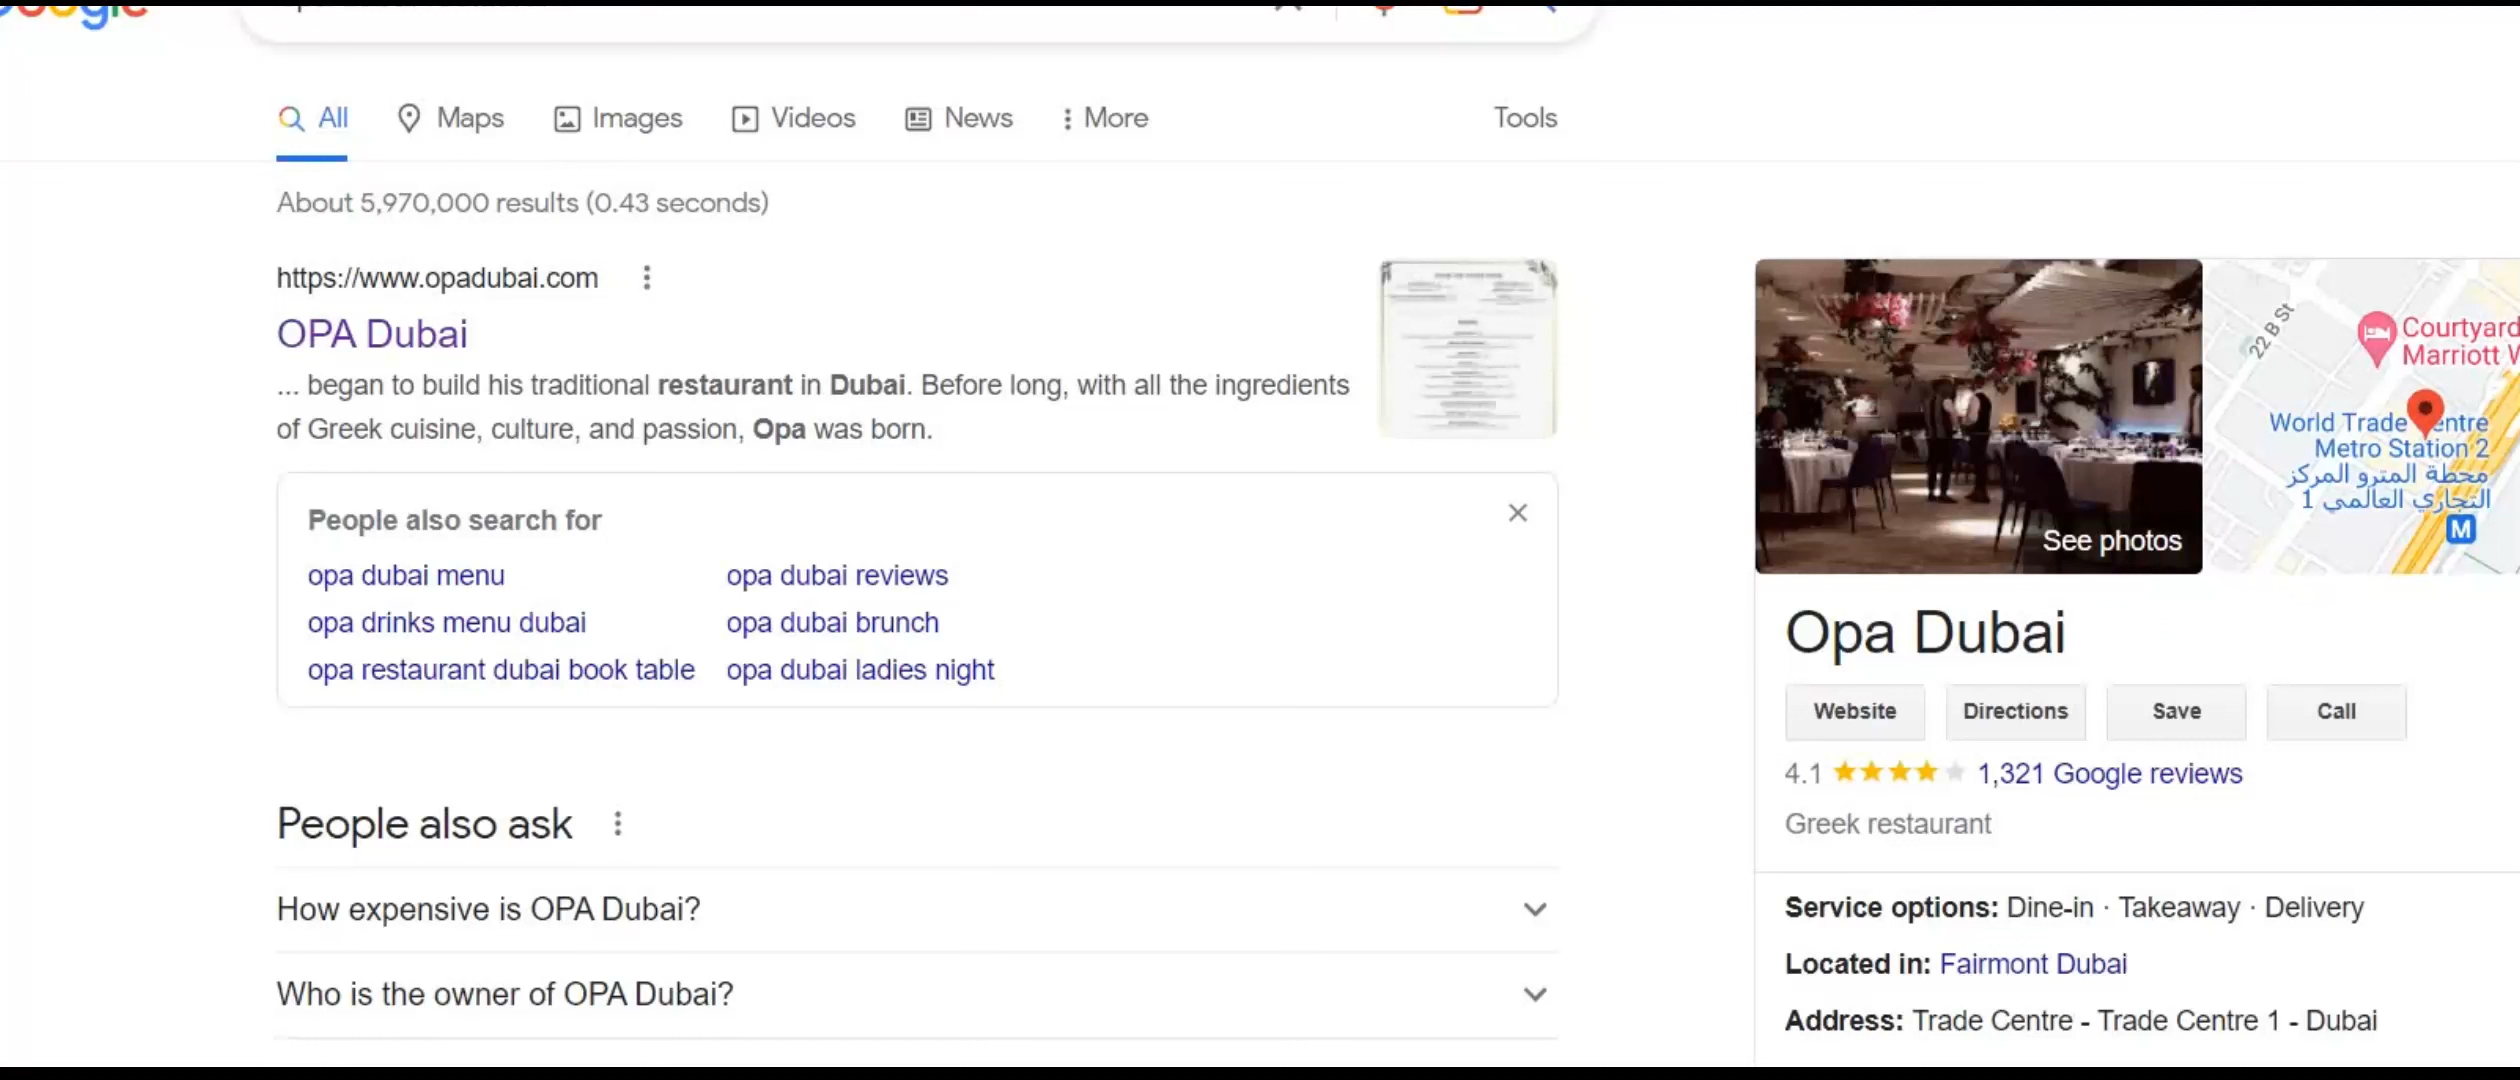 All Maps Images Videos News More Tools
About 5,970,000 results (0.43 seconds)
https://www.opadubai.com
OPA Dubai
... began to build his traditional restaurant in Dubai. Before long, with all the ingredients
of Greek cuisine, culture, and passion, Opa was born.
People also search for
opa dubai menu opa dubai reviews
opa drinks menu dubai opa dubai brunch
opa restaurant dubai book table opa dubai ladies night
People also ask
How expensive is OPA Dubai?
Who is the owner of OPA Dubai?
22 B St
Courtyard
Marriott W
World Trade Centre
Metro Station 2
محطة المترو المركز
التجاري العالمي 1
M
See photos
Opa Dubai
Website Directions Save Call
4.1 1,321 Google reviews
Greek restaurant
Service options: Dine-in · Takeaway · Delivery
Located in: Fairmont Dubai
Address: Trade Centre - Trade Centre 1 - Dubai